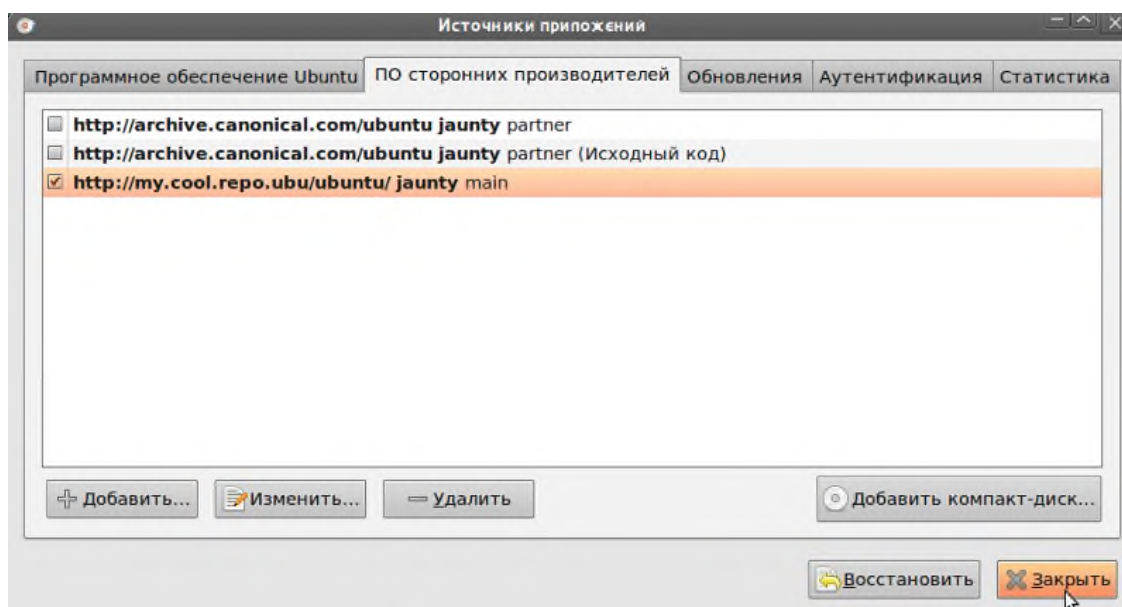 Источники приложений
Программное обеспечение Ubuntu ПО сторонних производителей Обновления Аутентификация Статистика
http://archive.canonical.com/ubuntu jaunty partner
http://archive.canonical.com/ubuntu jaunty partner (Исходный код)
http://my.cool.repo.ubu/ubuntu/ jaunty main
Добавить... Изменить... Удалить Добавить компакт-диск...
Восстановить Закрыть